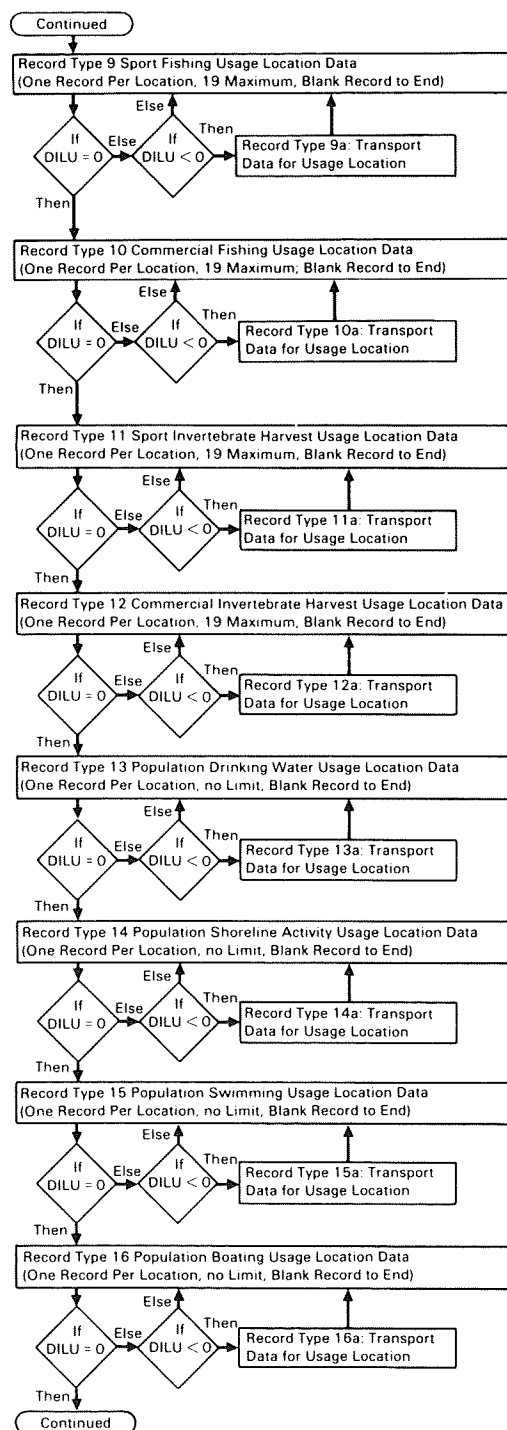 Continued
Record Type 9 Sport Fishing Usage Location Data
(One Record Per Location, 19 Maximum, Blank Record to End)
Else
If
DILU = 0
Else
If
DILU < 0
Then
Record Type 9a: Transport
Data for Usage Location
Then
Record Type 10 Commercial Fishing Usage Location Data
(One Record Per Location, 19 Maximum; Blank Record to End)
Else
If
DILU = 0
Else
If
DILU < 0
Then
Record Type 10a: Transport
Data for Usage Location
Then
Record Type 11 Sport Invertebrate Harvest Usage Location Data
(One Record Per Location, 19 Maximum, Blank Record to End)
Else
If
DILU = 0
Else
If
DILU < 0
Then
Record Type 11a: Transport
Data for Usage Location
Then
Record Type 12 Commercial Invertebrate Harvest Usage Location Data
(One Record Per Location, 19 Maximum, Blank Record to End)
Else
If
DILU = 0
Else
If
DILU < 0
Then
Record Type 12a: Transport
Data for Usage Location
Then
Record Type 13 Population Drinking Water Usage Location Data
(One Record Per Location, no Limit, Blank Record to End)
Else
If
DILU = 0
Else
If
DILU < 0
Then
Record Type 13a: Transport
Data for Usage Location
Then
Record Type 14 Population Shoreline Activity Usage Location Data
(One Record Per Location, no Limit, Blank Record to End)
Else
If
DILU = 0
Else
If
DILU < 0
Then
Record Type 14a: Transport
Data for Usage Location
Then
Record Type 15 Population Swimming Usage Location Data
(One Record Per Location, no Limit, Blank Record to End)
Else
If
DILU = 0
Else
If
DILU < 0
Then
Record Type 15a: Transport
Data for Usage Location
Then
Record Type 16 Population Boating Usage Location Data
(One Record Per Location, no Limit, Blank Record to End)
Else
If
DILU = 0
Else
If
DILU < 0
Then
Record Type 16a: Transport
Data for Usage Location
Then
Continued